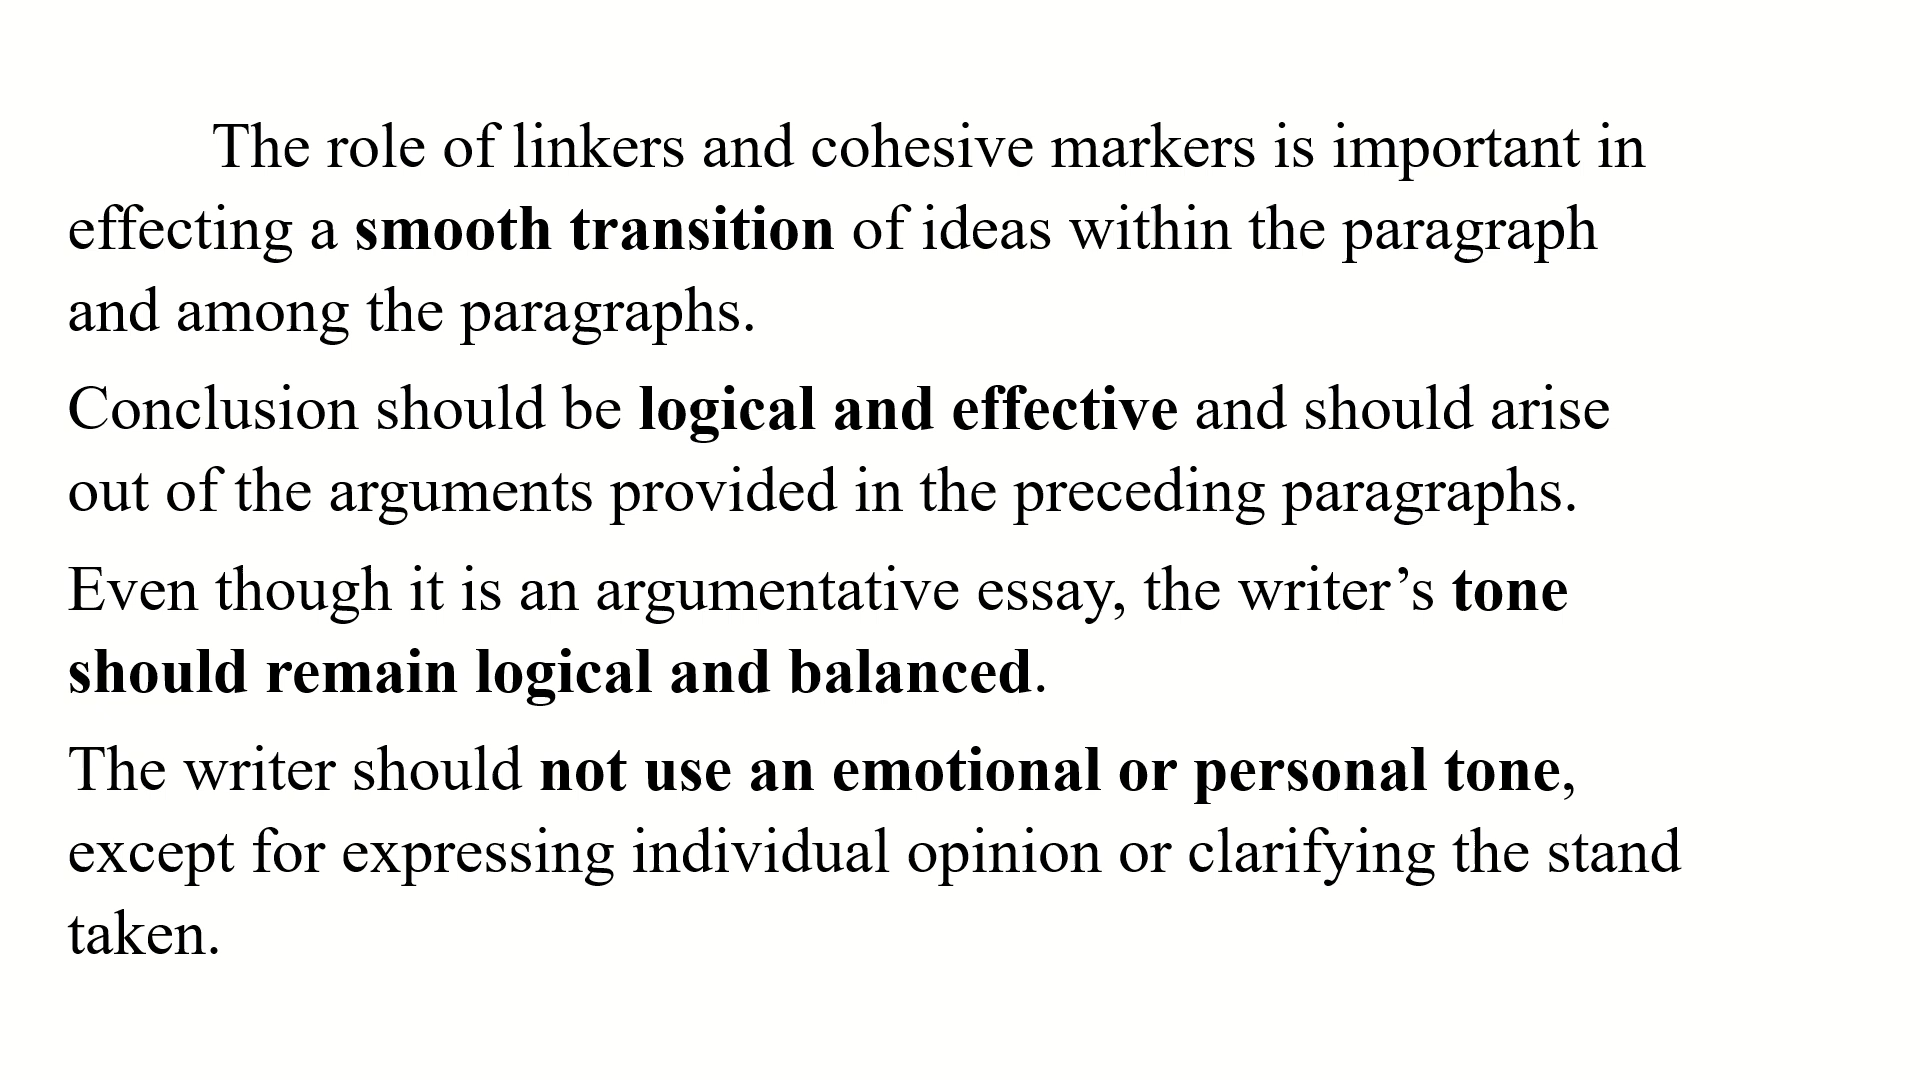 The role of linkers and cohesive markers is important in
effecting a smooth transition of ideas within the paragraph
and among the paragraphs.
Conclusion should be logical and effective and should arise
out of the arguments provided in the preceding paragraphs.
Even though it is an argumentative essay, the writer’s tone
should remain logical and balanced.
The writer should not use an emotional or personal tone,
except for expressing individual opinion or clarifying the stand
taken.